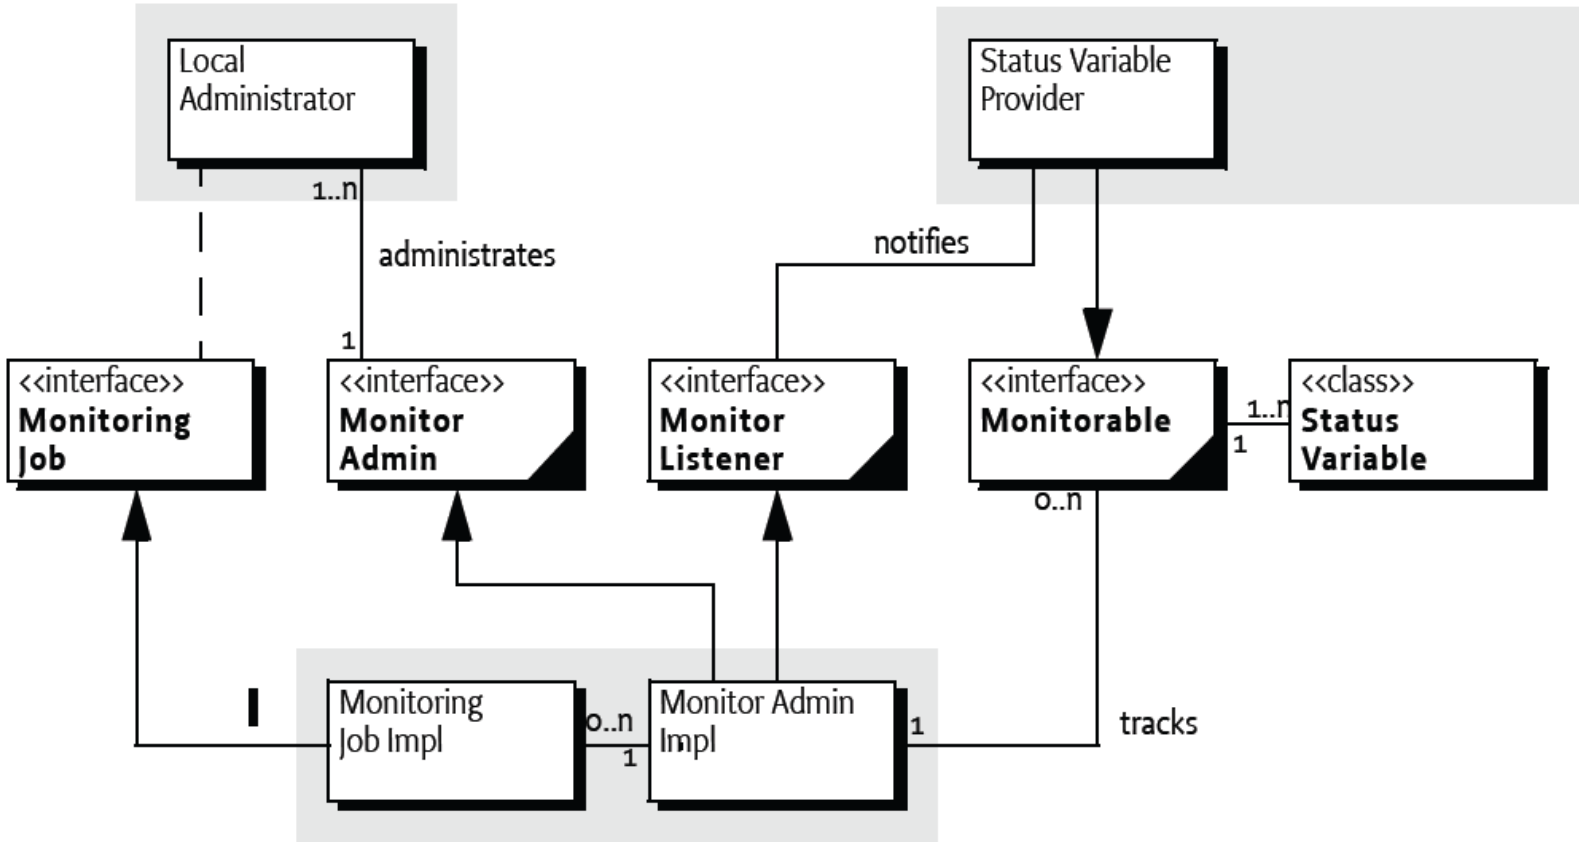 Local
Administrator
Status Variable
Provider
1..n
administrates
notifies
1
<<interface>>
Monitoring
Job
<<interface>>
Monitor
Admin
<<interface>>
Monitor
Listener
<<interface>>
Monitorable
1..n
1
<<class>>
Status
Variable
0..n
Monitoring
Job Impl
0..n
1
Monitor Admin
Impl
1
tracks